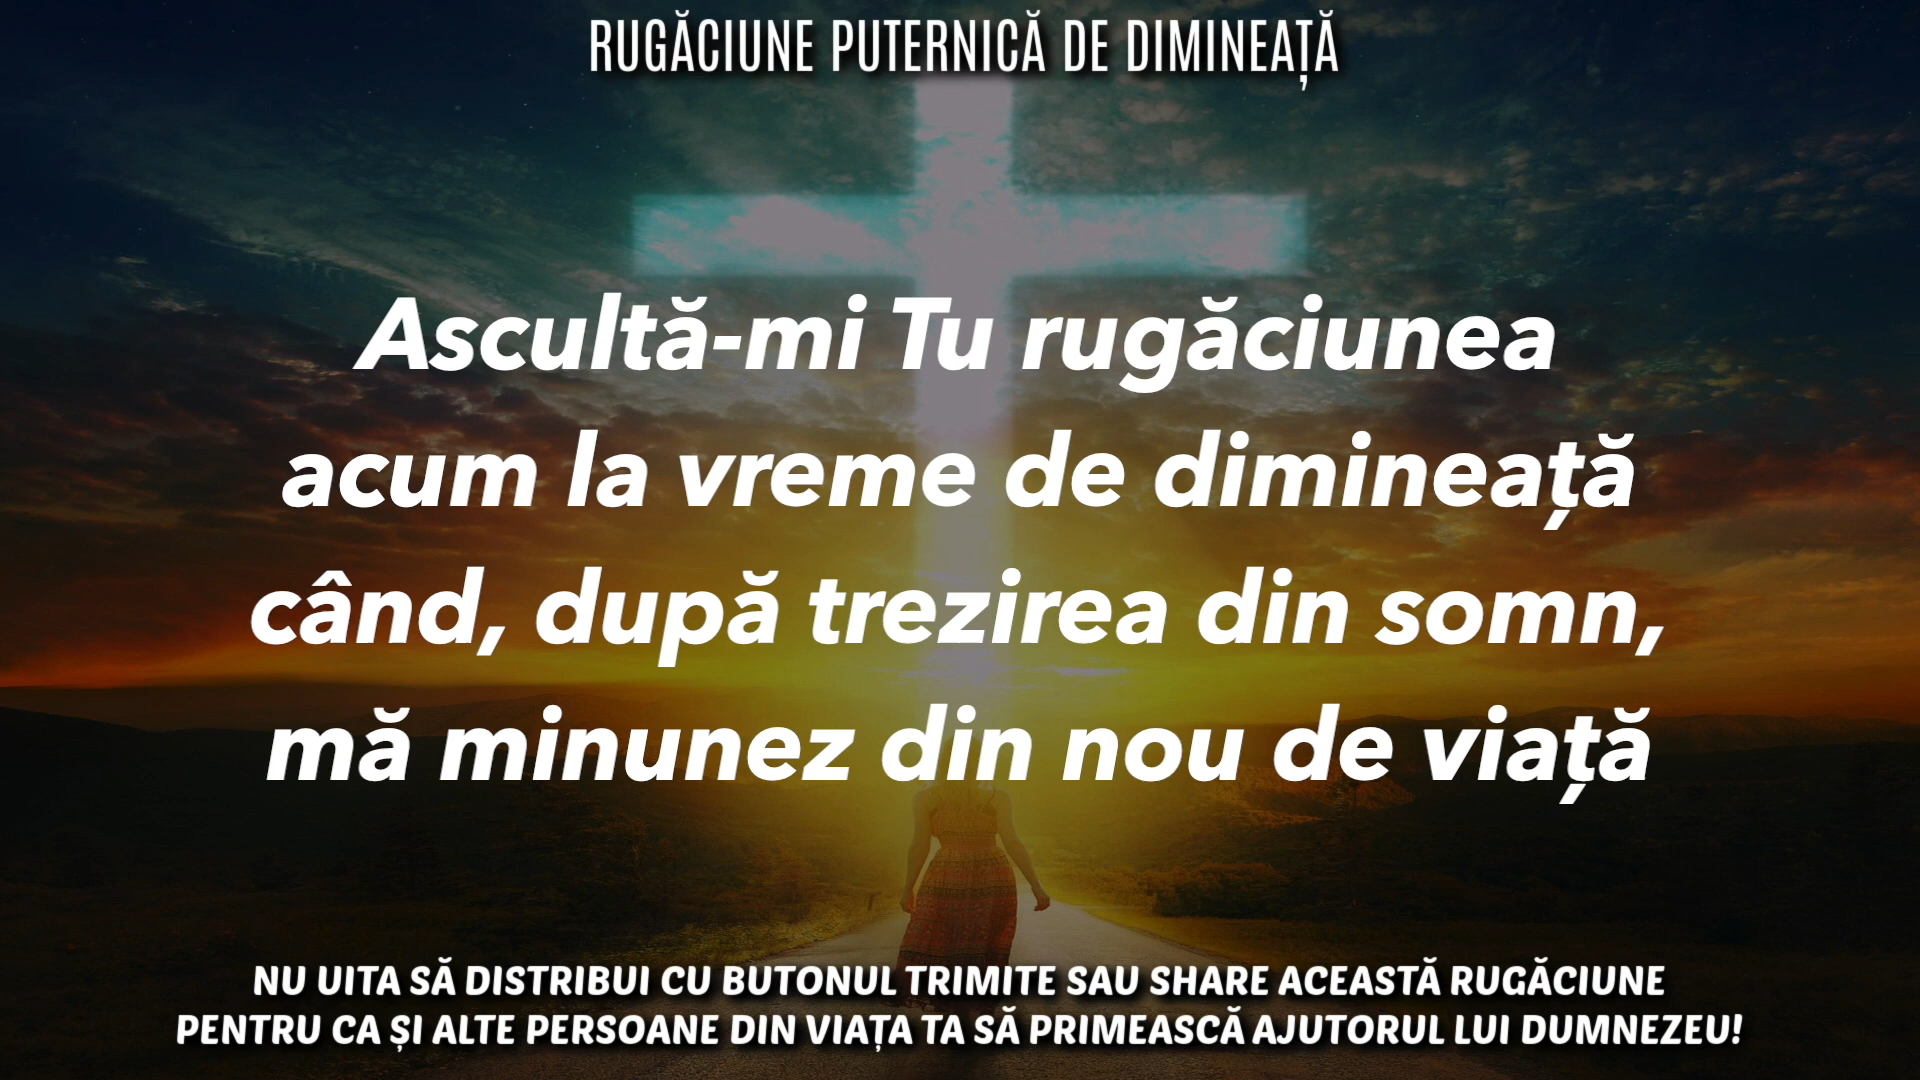 RUGĂCIUNE PUTERNICĂ DE DIMINEAȚĂ
Ascultă-mi Tu rugăciunea
acum la vreme de dimineață
când, după trezirea din somn,
mă minunez din nou de viață
NU UITA SĂ DISTRIBUI CU BUTONUL TRIMITE SAU SHARE ACEASTĂ RUGĂCIUNE
PENTRU CA ȘI ALTE PERSOANE DIN VIAȚA TA SĂ PRIMEASCĂ AJUTORUL LUI DUMNEZEU!